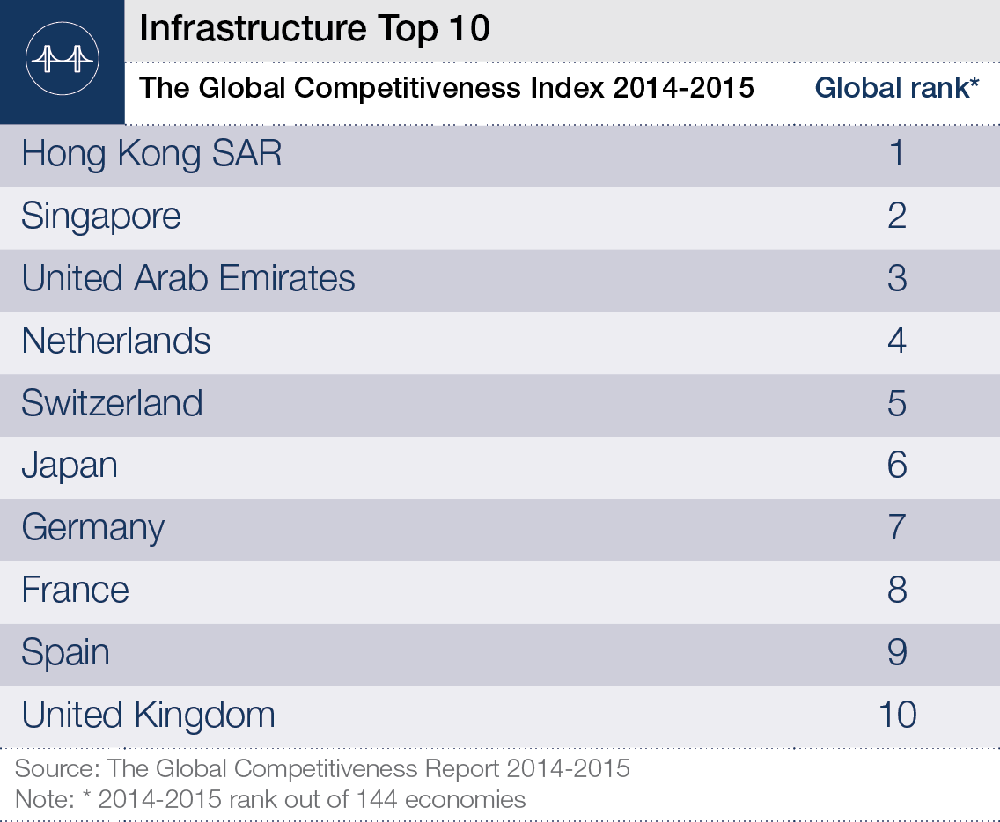 Infrastructure Top 10
The Global Competitiveness Index 2014-2015 Global rank*
Hong Kong SAR 1
Singapore 2
United Arab Emirates 3
Netherlands 4
Switzerland 5
Japan 6
Germany 7
France 8
Spain 9
United Kingdom 10
Source: The Global Competitiveness Report 2014-2015
Note: * 2014-2015 rank out of 144 economies